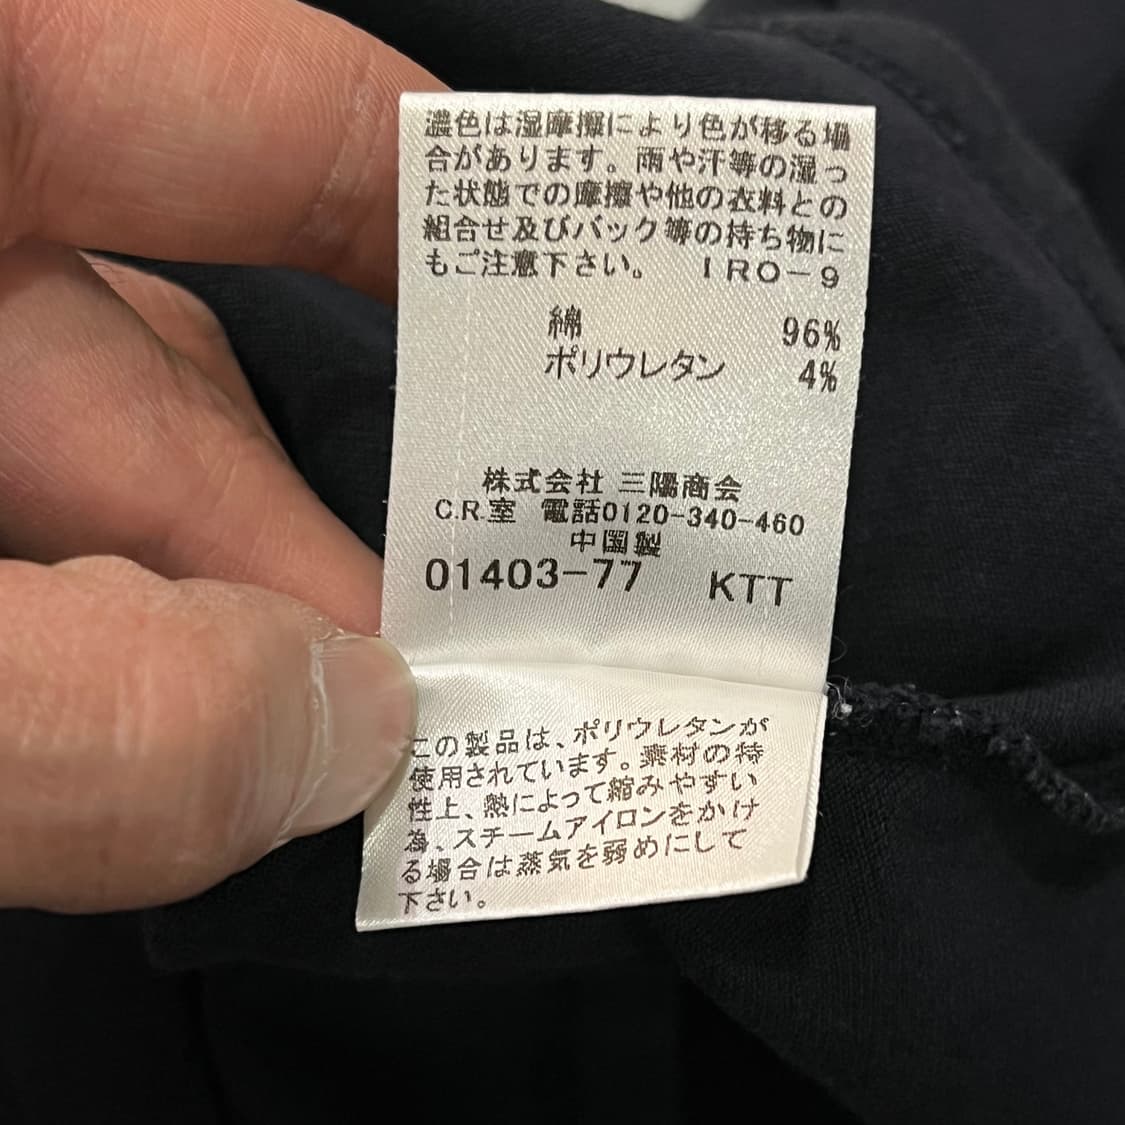 濃色は湿摩擦により色が移る場
合があります。雨や汗等の湿っ
た状態での摩擦や他の衣料との
組合せ及びバック等の持ち物に
もご注意下さい。 IRO-9
綿 96%
ポリウレタン 4%
株式会社 三陽商会
C.R.室 電話0120-340-460
中国製
01403-77 KTT
この製品は、ポリウレタンが
使用されています。素材の特
性上、熱によって縮みやすい
為、スチームアイロンをかけ
る場合は蒸気を弱めにして
下さい。